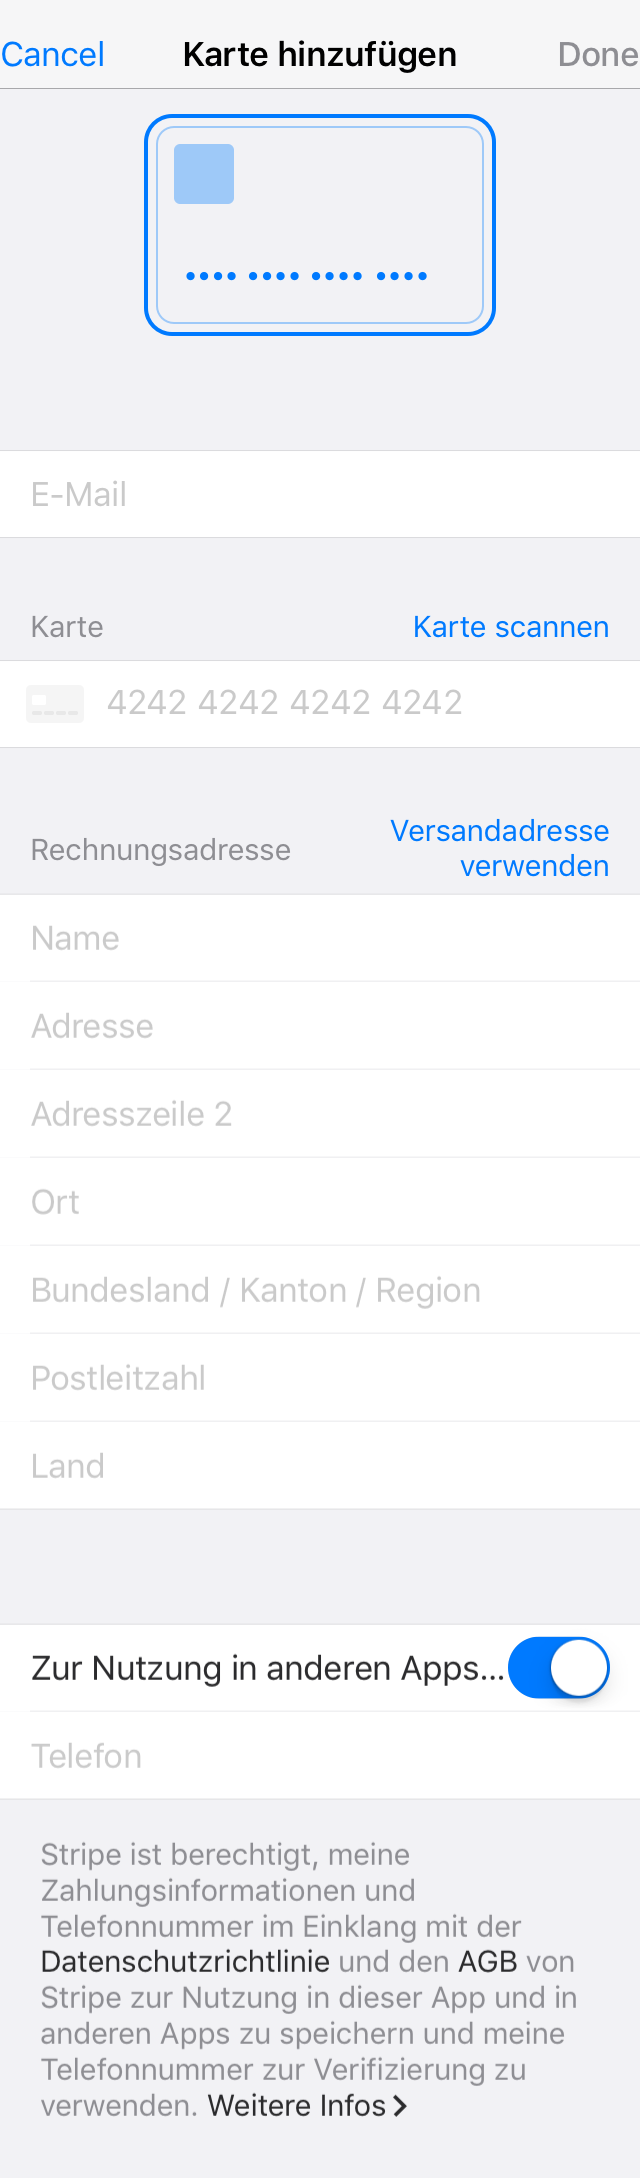 Cancel Karte hinzufügen Done
•••• •••• •••• ••••
E-Mail
Karte Karte scannen
4242 4242 4242 4242
Rechnungsadresse
Versandadresse
verwenden
Name
Adresse
Adresszeile 2
Ort
Bundesland / Kanton / Region
Postleitzahl
Land
Zur Nutzung in anderen Apps...
Telefon
Stripe ist berechtigt, meine
Zahlungsinformationen und
Telefonnummer im Einklang mit der
Datenschutzrichtlinie und den AGB von
Stripe zur Nutzung in dieser App und in
anderen Apps zu speichern und meine
Telefonnummer zur Verifizierung zu
verwenden. Weitere Infos